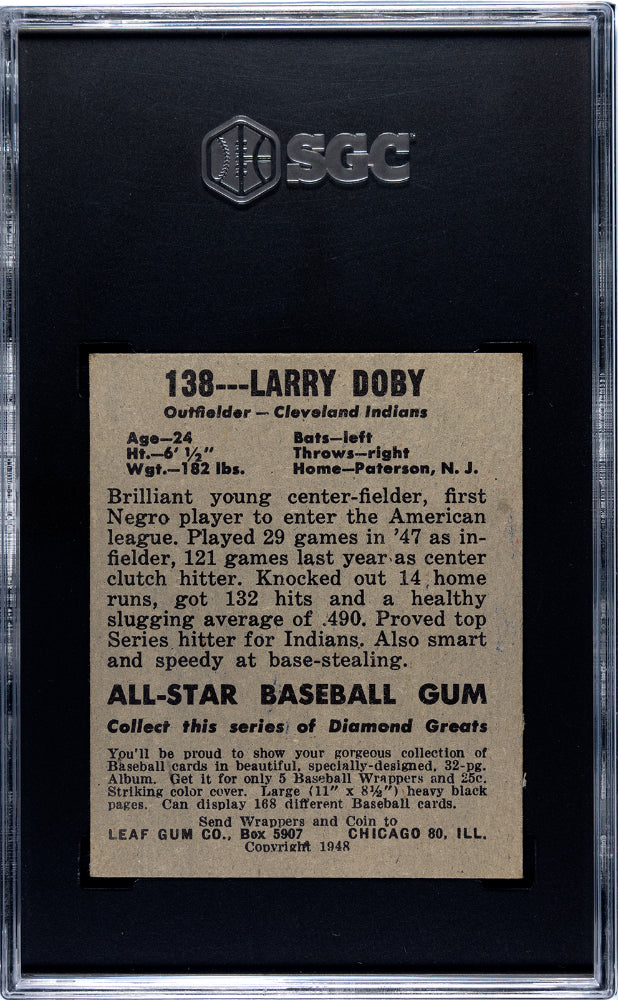 SGC
138---LARRY DOBY
Outfielder — Cleveland Indians
Age—24 Bats—left
Ht.—6' ½" Throws—right
Wgt.—182 lbs. Home—Paterson, N. J.
Brilliant young center-fielder, first
Negro player to enter the American
league. Played 29 games in '47 as in-
fielder, 121 games last year as center
clutch hitter. Knocked out 14 home
runs, got 132 hits and a healthy
slugging average of .490. Proved top
Series hitter for Indians. Also smart
and speedy at base-stealing.
ALL-STAR BASEBALL GUM
Collect this series of Diamond Greats
You'll be proud to show your gorgeous collection of
Baseball cards in beautiful, specially-designed, 32-pg.
Album. Get it for only 5 Baseball Wrappers and 25c.
Striking color cover. Large (11" x 8½") heavy black
pages. Can display 168 different Baseball cards.
Send Wrappers and Coin to
LEAF GUM CO., Box 5907 CHICAGO 80, ILL.
Copyright 1948